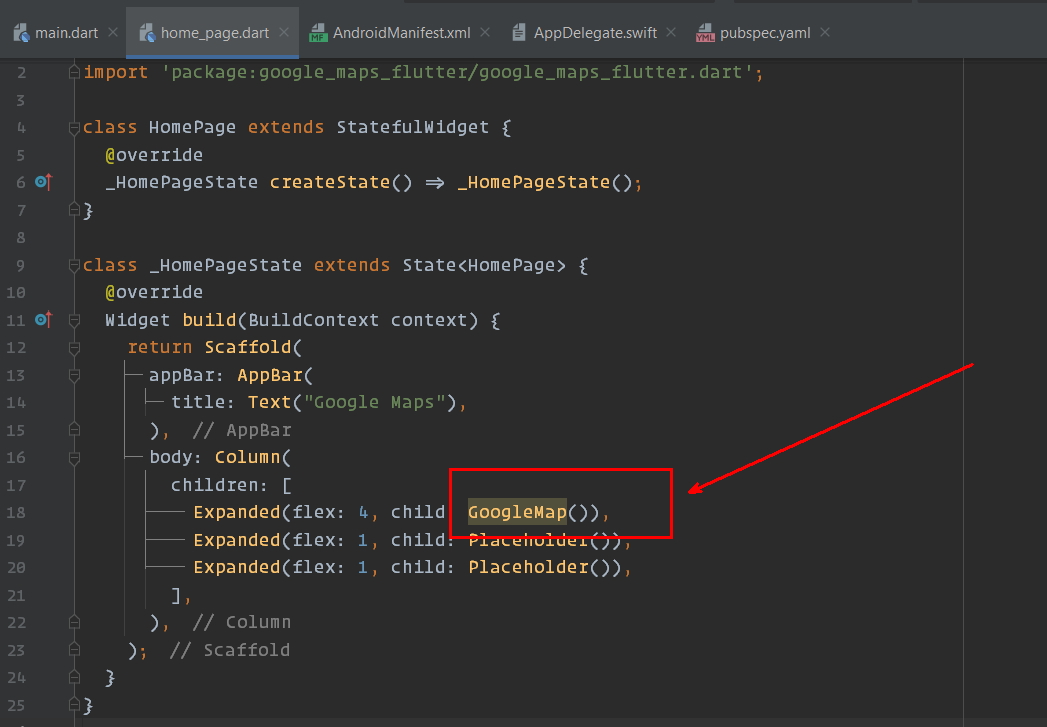 main.dart home_page.dart AndroidManifest.xml AppDelegate.swift pubspec.yaml
2 import 'package:google_maps_flutter/google_maps_flutter.dart';
3
4 class HomePage extends StatefulWidget {
5 @override
6 _HomePageState createState() => _HomePageState();
7 }
8
9 class _HomePageState extends State<HomePage> {
10 @override
11 Widget build(BuildContext context) {
12 return Scaffold(
13 appBar: AppBar(
14 title: Text("Google Maps"),
15 ), // AppBar
16 body: Column(
17 children: [
18 Expanded(flex: 4, child GoogleMap()),
19 Expanded(flex: 1, child: Placeholder()),
20 Expanded(flex: 1, child: Placeholder()),
21 ],
22 ), // Column
23 ); // Scaffold
24 }
25 }